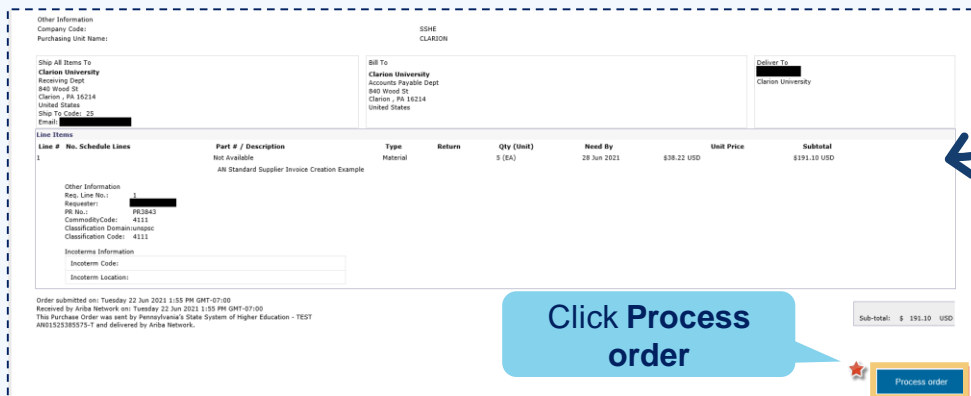 Other Information
Company Code: SSHE
Purchasing Unit Name: CLARION
Ship All Items To
Clarion University
Receiving Dept
840 Wood St
Clarion , PA 16214
United States
Ship To Code: 25
Email:
Bill To
Clarion University
Accounts Payable Dept
840 Wood St
Clarion , PA 16214
United States
Deliver To
Clarion University
Line Items
Line # No. Schedule Lines Part # / Description Type Return Qty (Unit) Need By Unit Price Subtotal
1 Not Available Material 5 (EA) 28 Jun 2021 $38.22 USD $191.10 USD
AN Standard Supplier Invoice Creation Example
Other Information
Req. Line No.: 1
Requester:
PR No.: PR3843
CommodityCode: 4111
Classification Domain:unspsc
Classification Code: 4111
Incoterms Information
Incoterm Code:
Incoterm Location:
Order submitted on: Tuesday 22 Jun 2021 1:55 PM GMT-07:00
Received by Ariba Network on: Tuesday 22 Jun 2021 1:55 PM GMT-07:00
This Purchase Order was sent by Pennsylvania's State System of Higher Education - TEST
AN01525385575-T and delivered by Ariba Network.
Sub-total: $ 191.10 USD
Click Process
order
Process order